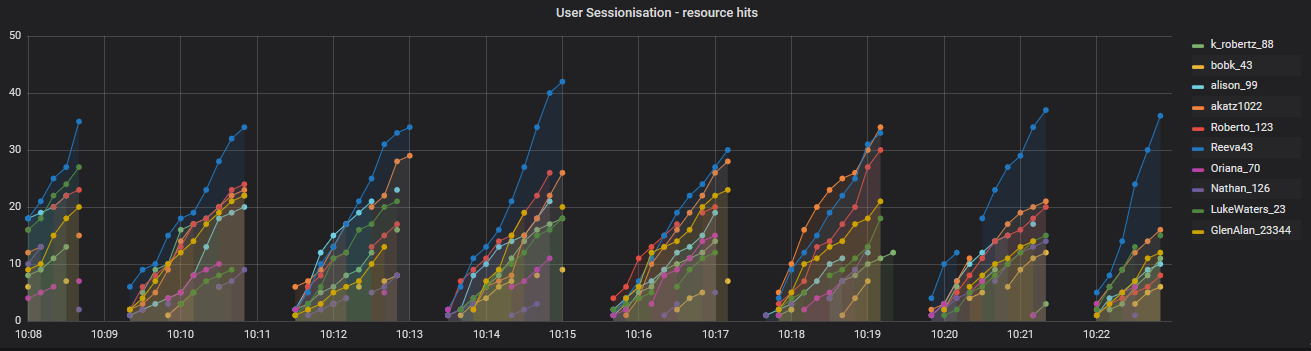 User Sessionisation - resource hits
50
40
30
20
10
0
10:08 10:09 10:10 10:11 10:12 10:13 10:14 10:15 10:16 10:17 10:18 10:19 10:20 10:21 10:22
k_robertz_88
bobk_43
alison_99
akatz1022
Roberto_123
Reeva43
Oriana_70
Nathan_126
LukeWaters_23
GlenAlan_23344